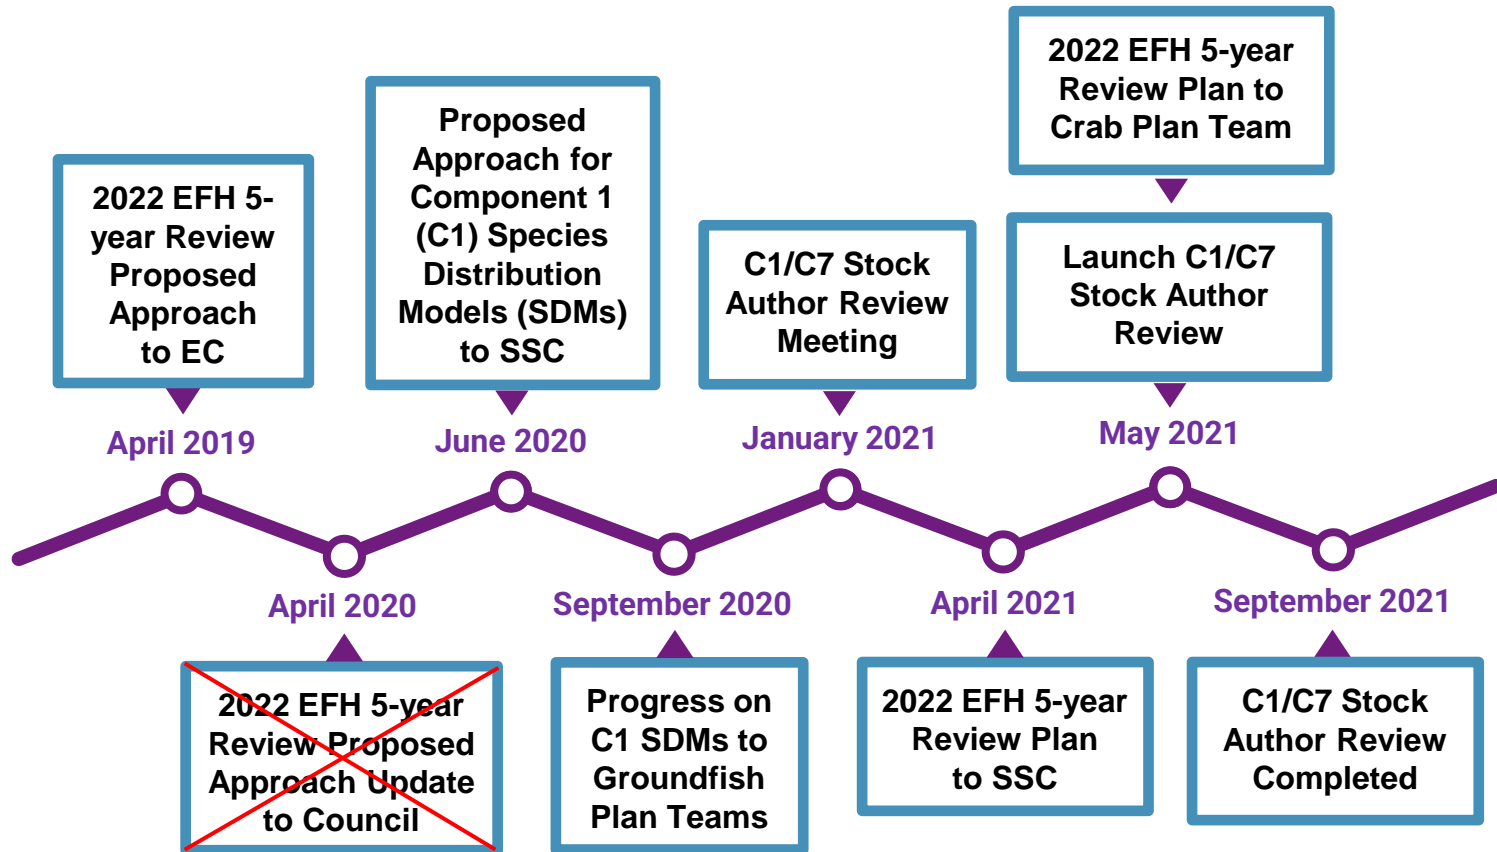 2022 EFH 5-
year Review
Proposed
Approach
to EC
April 2019
Proposed
Approach for
Component 1
(C1) Species
Distribution
Models (SDMs)
to SSC
June 2020
C1/C7 Stock
Author Review
Meeting
January 2021
2022 EFH 5-year
Review Plan to
Crab Plan Team
Launch C1/C7
Stock Author
Review
May 2021
April 2020
2022 EFH 5-year
Review Proposed
Approach Update
to Council
September 2020
Progress on
C1 SDMs to
Groundfish
Plan Teams
April 2021
2022 EFH 5-year
Review Plan
to SSC
September 2021
C1/C7 Stock
Author Review
Completed